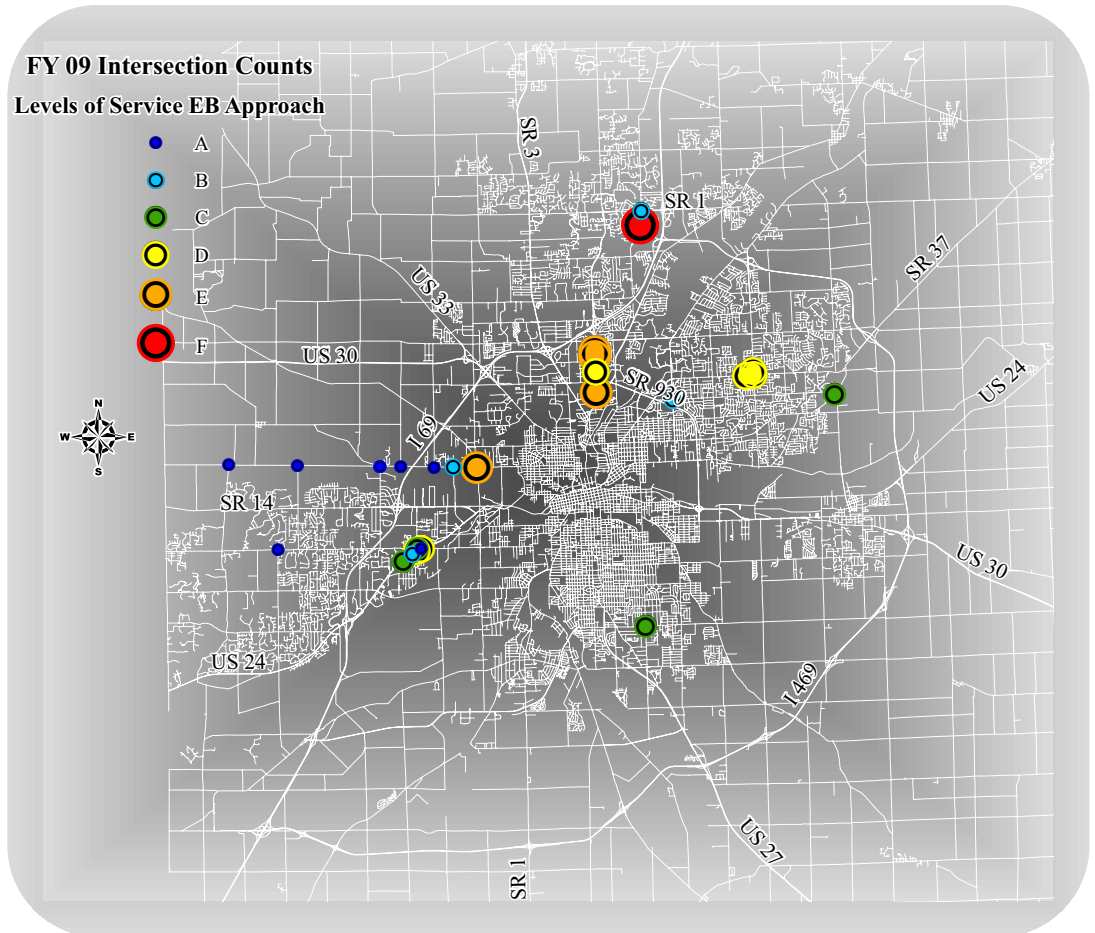 FY 09 Intersection Counts
Levels of Service EB Approach
A
B
C
D
E
F
SR 3
SR 1
SR 37
US 33
US 30
SR 930
US 24
I 69
N
W
E
S
SR 14
US 30
US 24
I 469
US 27
SR 1